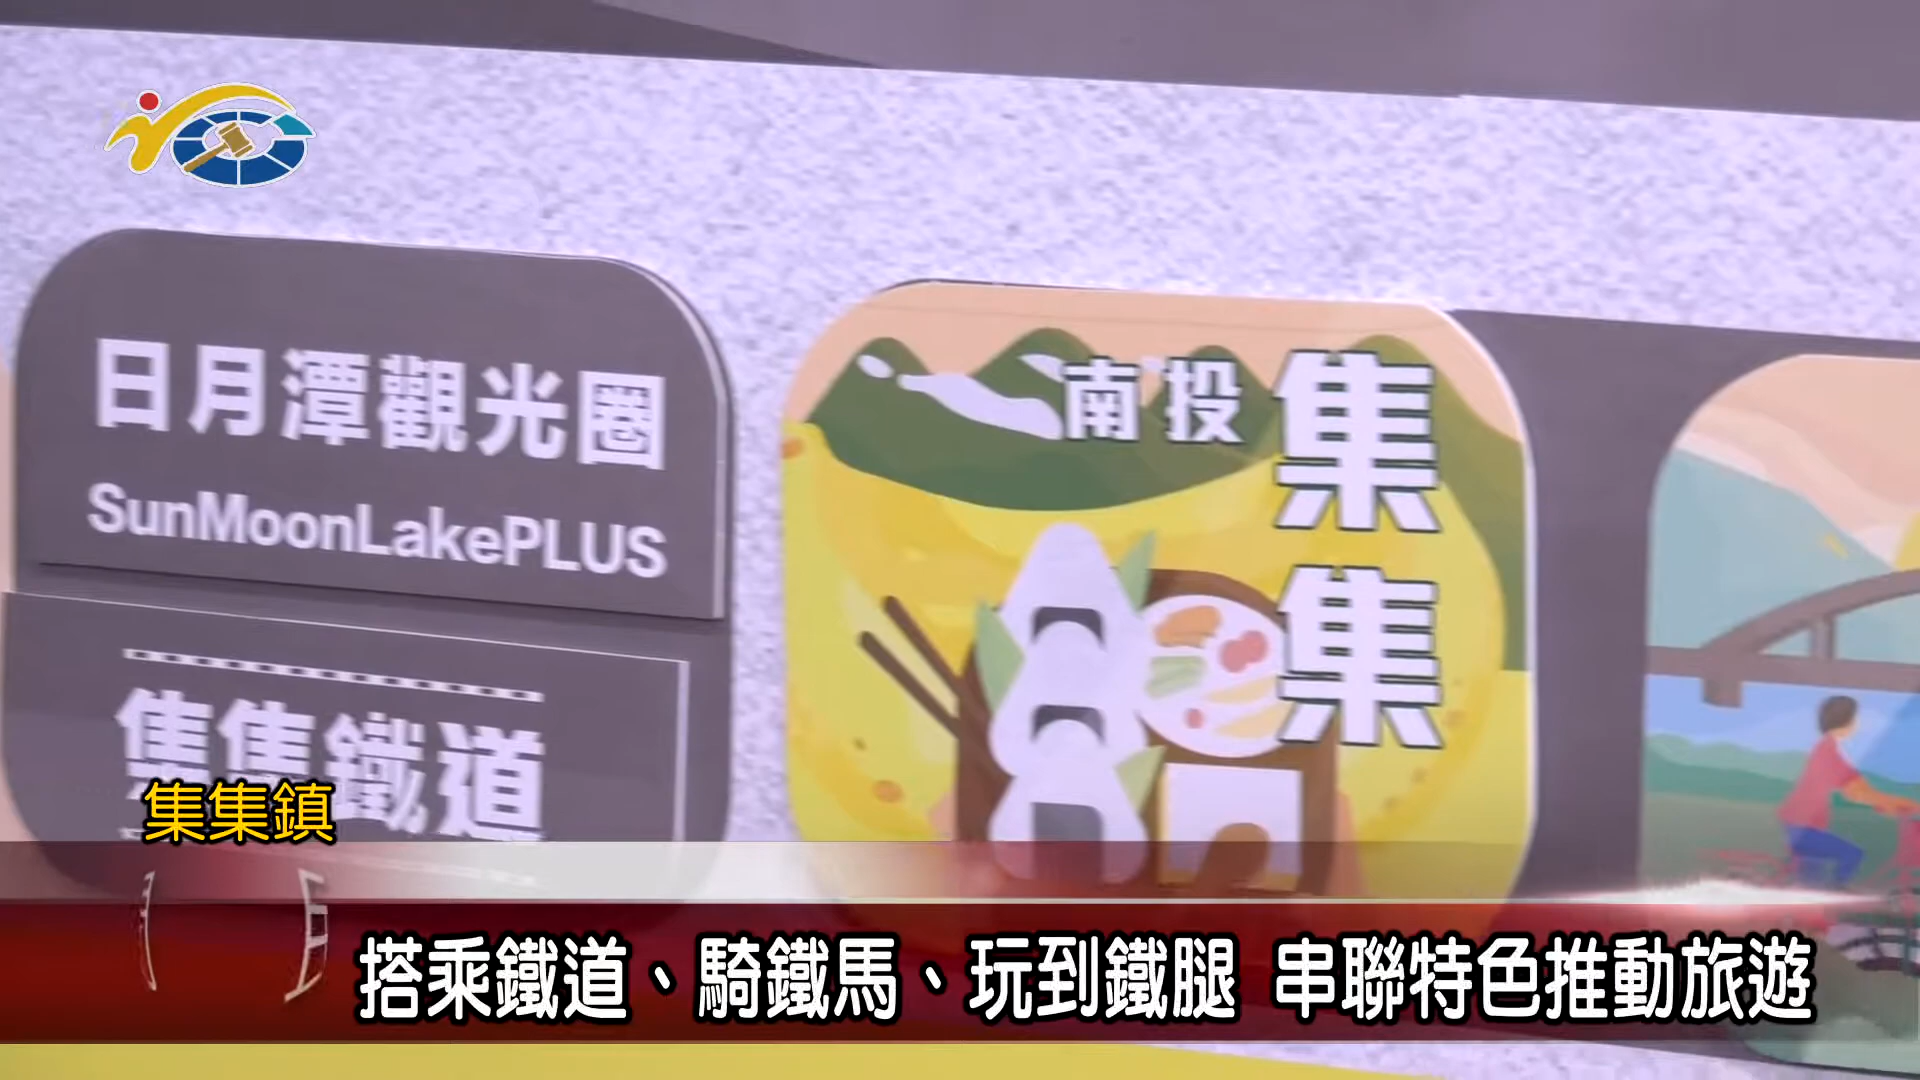 日月潭觀光圈
SunMoonLakePLUS
集集鐵道
南投
集集
集集鎮
搭乘鐵道、騎鐵馬、玩到鐵腿 串聯特色推動旅遊